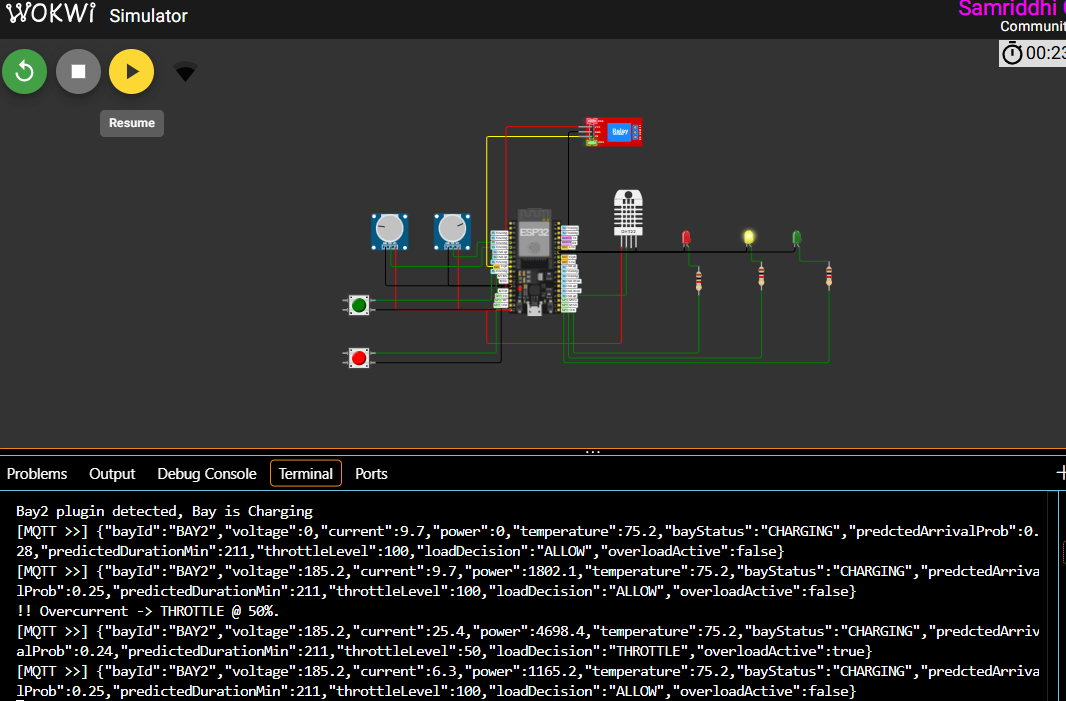 WOKWi Simulator
Samriddhi
Communit
00:23
Resume
Relay
ESP32
DHT22
Problems Output Debug Console Terminal Ports
Bay2 plugin detected, Bay is Charging
[MQTT >>] {"bayId":"BAY2","voltage":0,"current":9.7,"power":0,"temperature":75.2,"bayStatus":"CHARGING","predctedArrivalProb":0.
28,"predictedDurationMin":211,"throttleLevel":100,"loadDecision":"ALLOW","overloadActive":false}
[MQTT >>] {"bayId":"BAY2","voltage":185.2,"current":9.7,"power":1802.1,"temperature":75.2,"bayStatus":"CHARGING","predctedArriva
lProb":0.25,"predictedDurationMin":211,"throttleLevel":100,"loadDecision":"ALLOW","overloadActive":false}
!! Overcurrent -> THROTTLE @ 50%.
[MQTT >>] {"bayId":"BAY2","voltage":185.2,"current":25.4,"power":4698.4,"temperature":75.2,"bayStatus":"CHARGING","predctedArriv
alProb":0.24,"predictedDurationMin":211,"throttleLevel":50,"loadDecision":"THROTTLE","overloadActive":true}
[MQTT >>] {"bayId":"BAY2","voltage":185.2,"current":6.3,"power":1165.2,"temperature":75.2,"bayStatus":"CHARGING","predctedArriva
lProb":0.25,"predictedDurationMin":211,"throttleLevel":100,"loadDecision":"ALLOW","overloadActive":false}